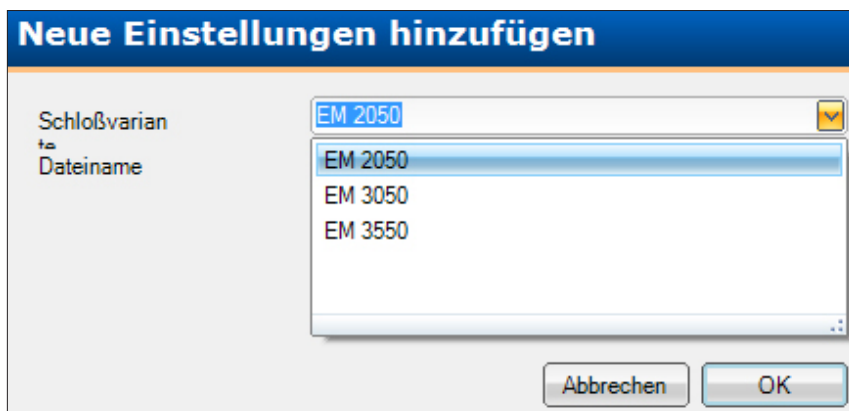 Neue Einstellungen hinzufügen
Schloßvarian
te
EM 2050
Dateiname
EM 2050
EM 3050
EM 3550
Abbrechen
OK